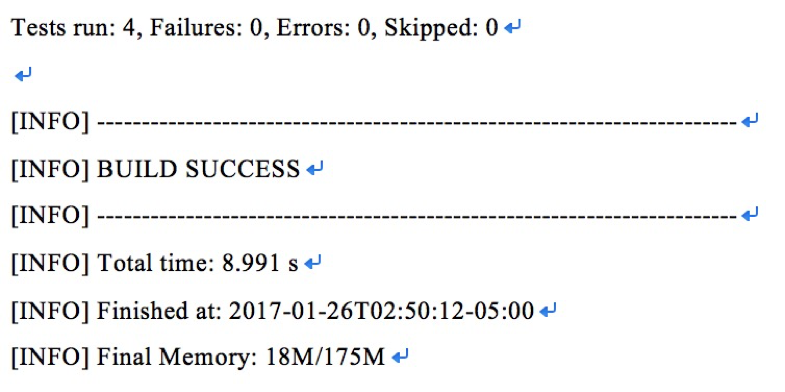 Tests run: 4, Failures: 0, Errors: 0, Skipped: 0
[INFO] ------------------------------------------------------------------------
[INFO] BUILD SUCCESS
[INFO] ------------------------------------------------------------------------
[INFO] Total time: 8.991 s
[INFO] Finished at: 2017-01-26T02:50:12-05:00
[INFO] Final Memory: 18M/175M